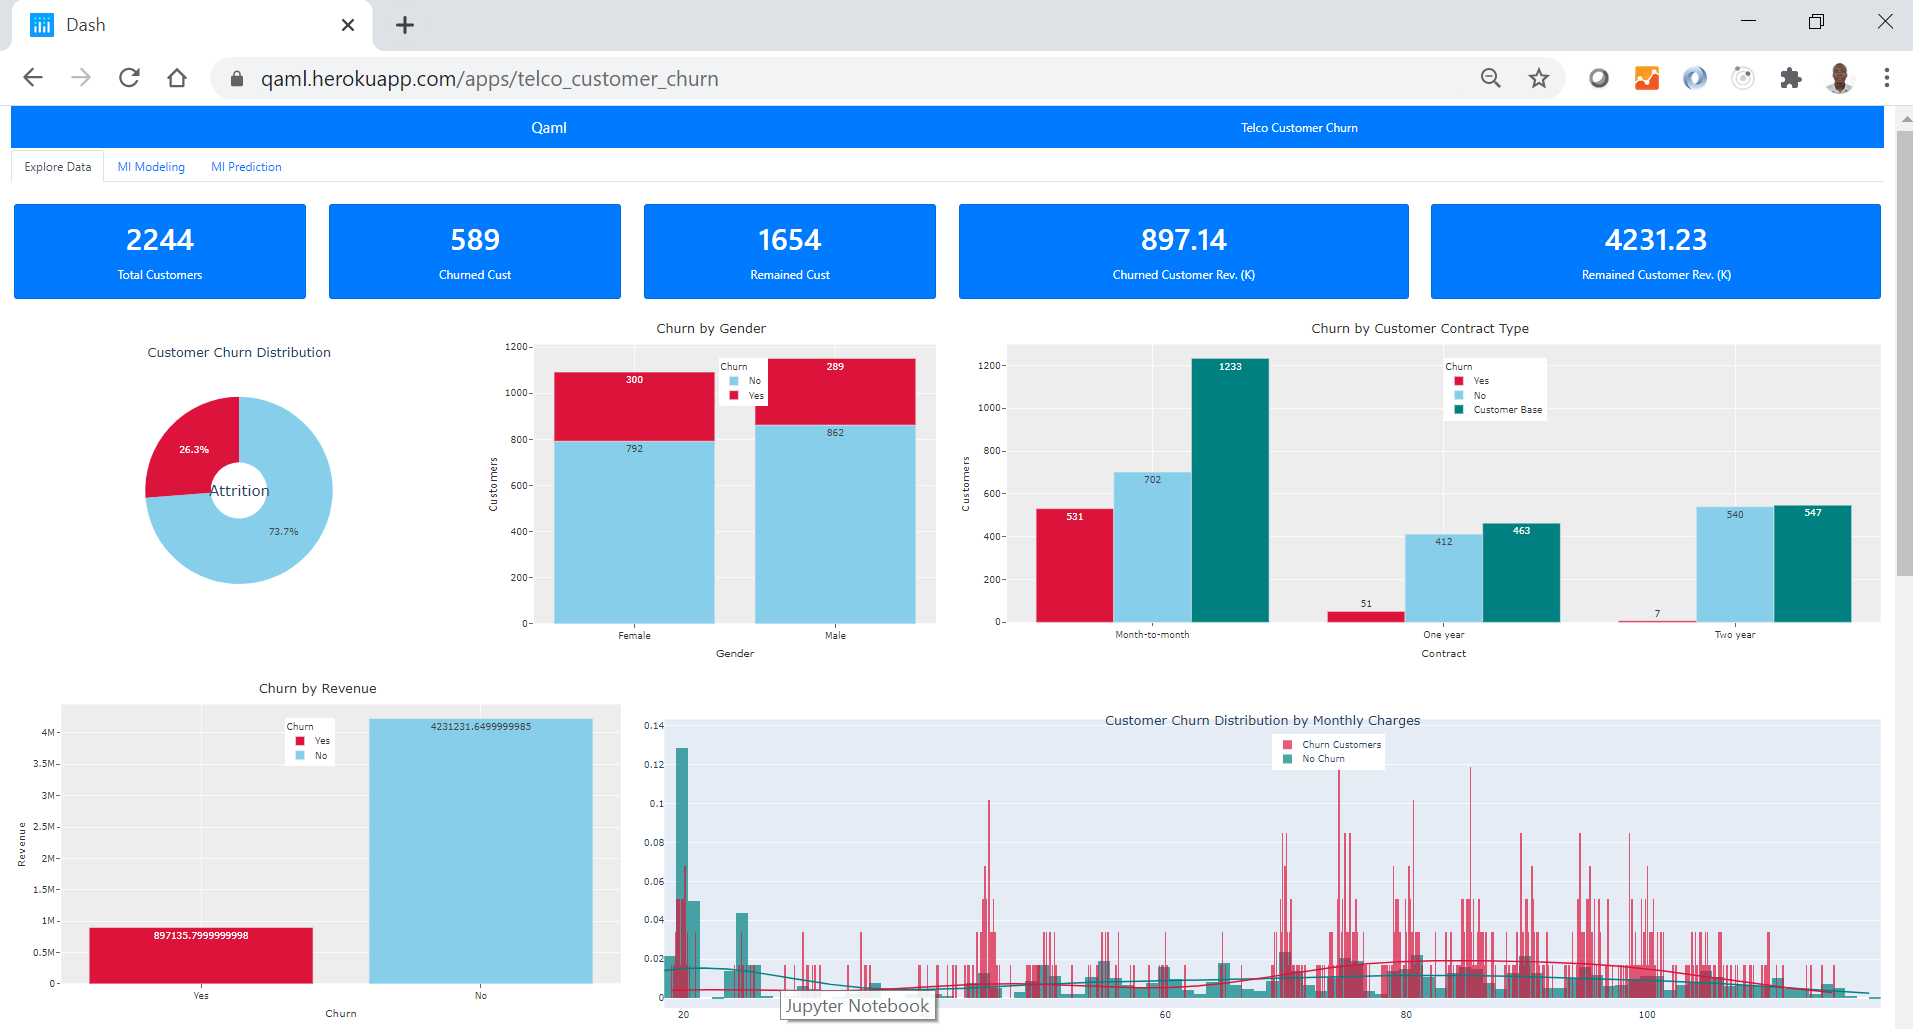 Dash
qaml.herokuapp.com/apps/telco_customer_churn
Qaml
Telco Customer Churn
Explore Data
Ml Modeling
Ml Prediction
2244
Total Customers
589
Churned Cust
1654
Remained Cust
897.14
Churned Customer Rev. (K)
4231.23
Remained Customer Rev. (K)
Customer Churn Distribution
26.3%
Attrition
73.7%
Churn by Gender
1200
1000
800
600
400
200
0
Customers
300
792
289
862
Churn
No
Yes
Female
Male
Gender
Churn by Customer Contract Type
1200
1000
800
600
400
200
0
Customers
531
702
1233
51
412
463
7
540
547
Churn
Yes
No
Customer Base
Month-to-month
One year
Two year
Contract
Churn by Revenue
4M
3.5M
3M
2.5M
2M
1.5M
1M
0.5M
0
Revenue
897135.7999999998
4231231.6499999985
Churn
Yes
No
Yes
No
Churn
Customer Churn Distribution by Monthly Charges
Churn Customers
No Churn
0.14
0.12
0.1
0.08
0.06
0.04
0.02
0
20
60
80
100
Jupyter Notebook